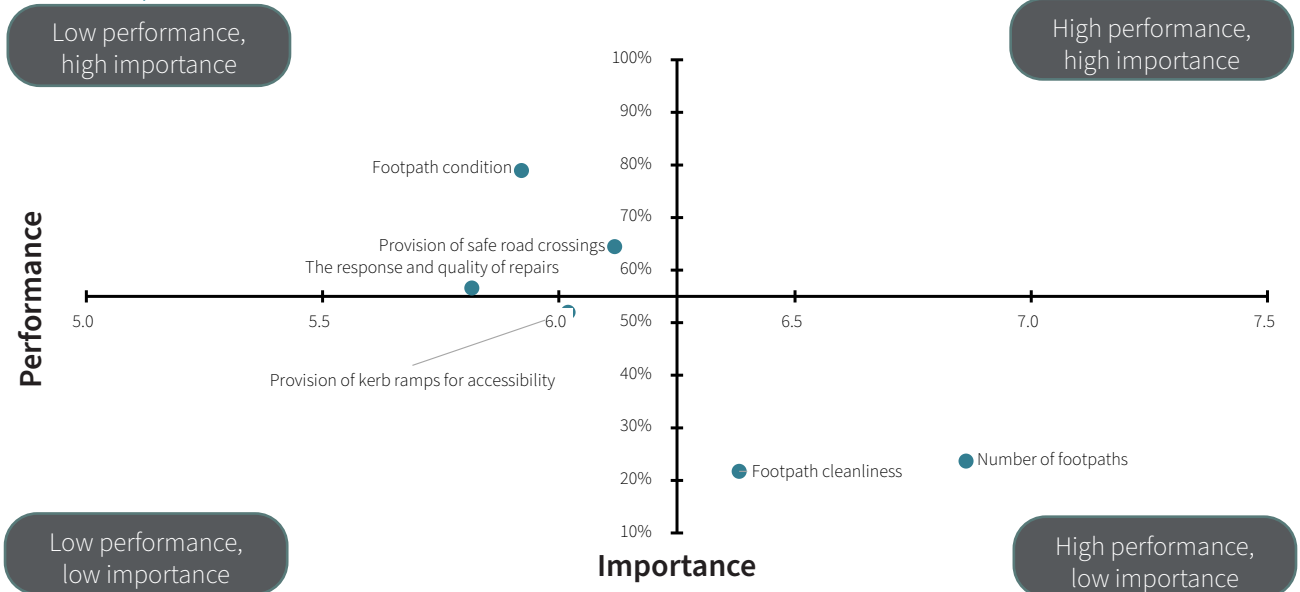 Low performance,
high importance
High performance,
high importance
100%
90%
80%
70%
60%
50%
40%
30%
20%
10%
Footpath condition
Provision of safe road crossings
The response and quality of repairs
Performance
5.0
5.5
6.0
6.5
7.0
7.5
Provision of kerb ramps for accessibility
Footpath cleanliness
Number of footpaths
Low performance,
low importance
Importance
High performance,
low importance